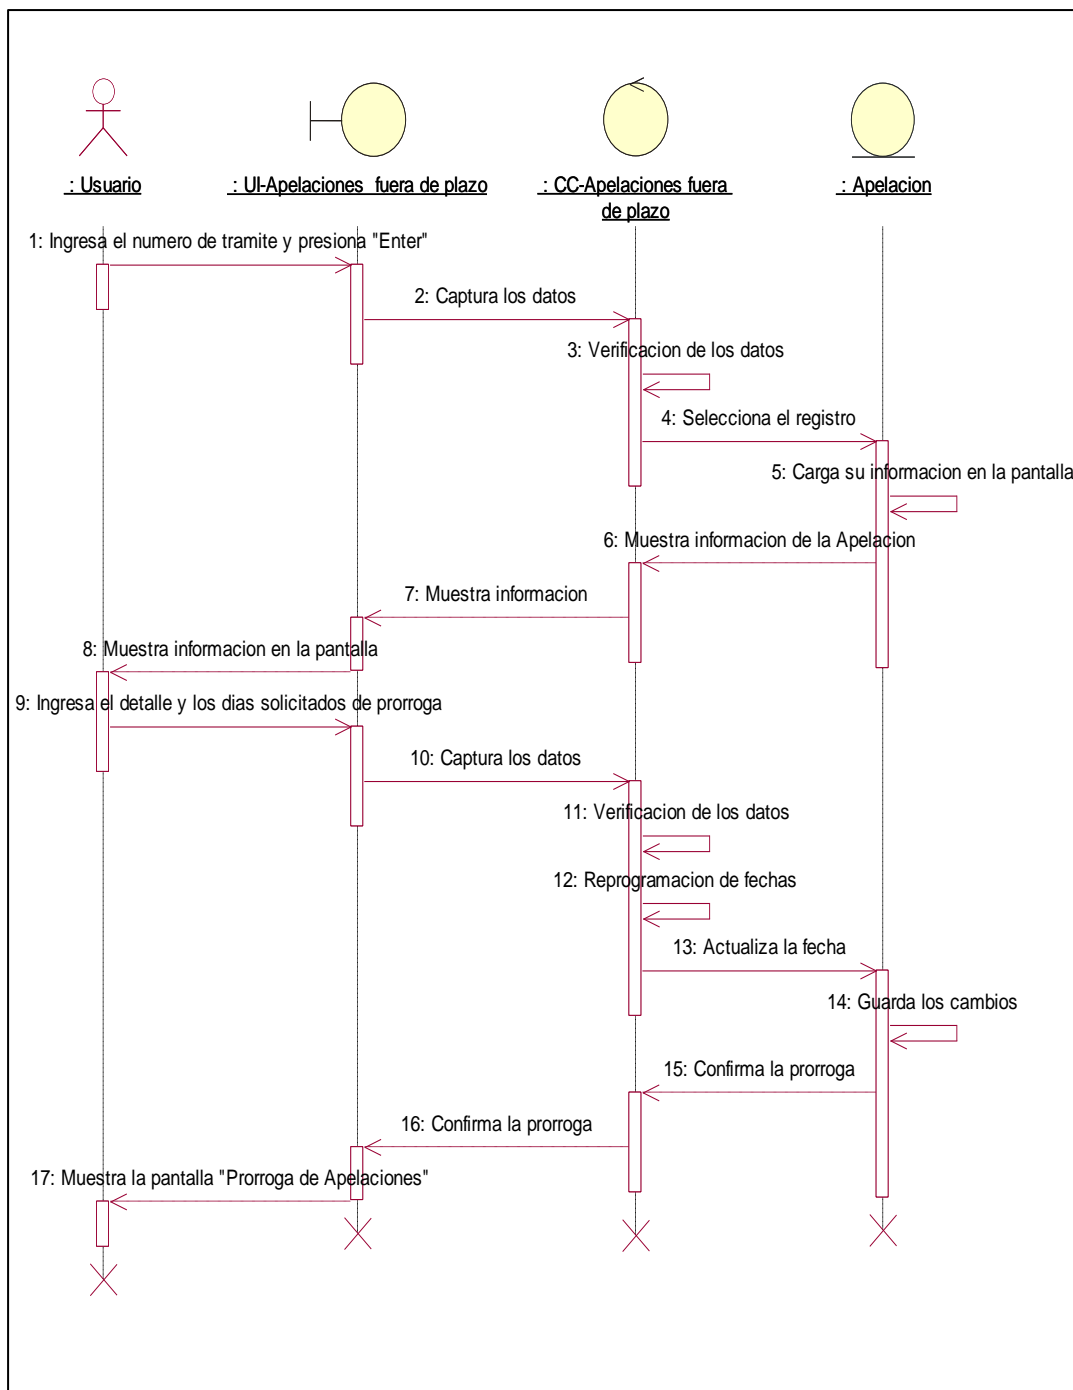 : Usuario
: UI-Apelaciones fuera de plazo
: CC-Apelaciones fuera
de plazo
: Apelacion
1: Ingresa el numero de tramite y presiona "Enter"
2: Captura los datos
3: Verificacion de los datos
4: Selecciona el registro
5: Carga su informacion en la pantalla
6: Muestra informacion de la Apelacion
7: Muestra informacion
8: Muestra informacion en la pantalla
9: Ingresa el detalle y los dias solicitados de prorroga
10: Captura los datos
11: Verificacion de los datos
12: Reprogramacion de fechas
13: Actualiza la fecha
14: Guarda los cambios
15: Confirma la prorroga
16: Confirma la prorroga
17: Muestra la pantalla "Prorroga de Apelaciones"